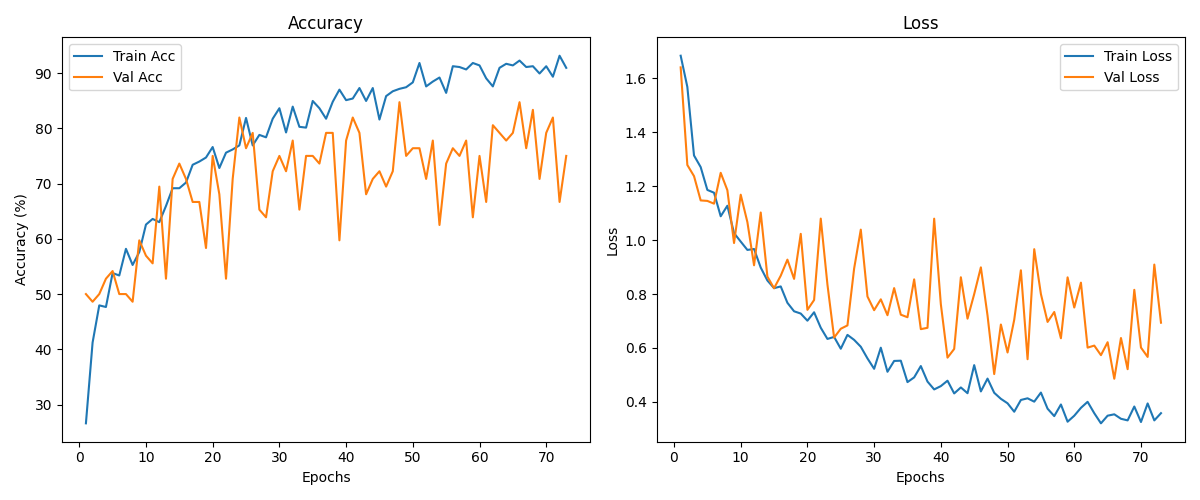 Accuracy
Train Acc
Val Acc
Accuracy (%)
90
80
70
60
50
40
30
0 10 20 30 40 50 60 70
Epochs
Loss
Train Loss
Val Loss
Loss
1.6
1.4
1.2
1.0
0.8
0.6
0.4
0 10 20 30 40 50 60 70
Epochs